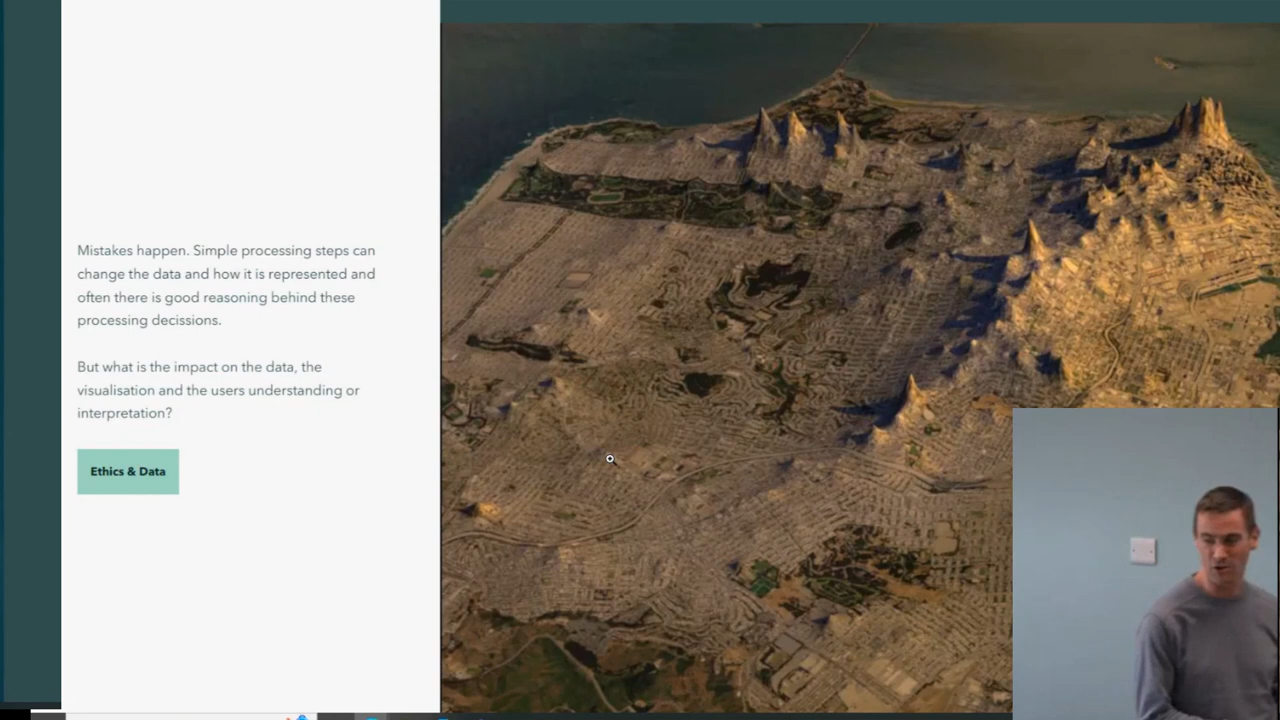 Mistakes happen. Simple processing steps can
change the data and how it is represented and
often there is good reasoning behind these
processing decissions.
But what is the impact on the data, the
visualisation and the users understanding or
interpretation?
Ethics & Data